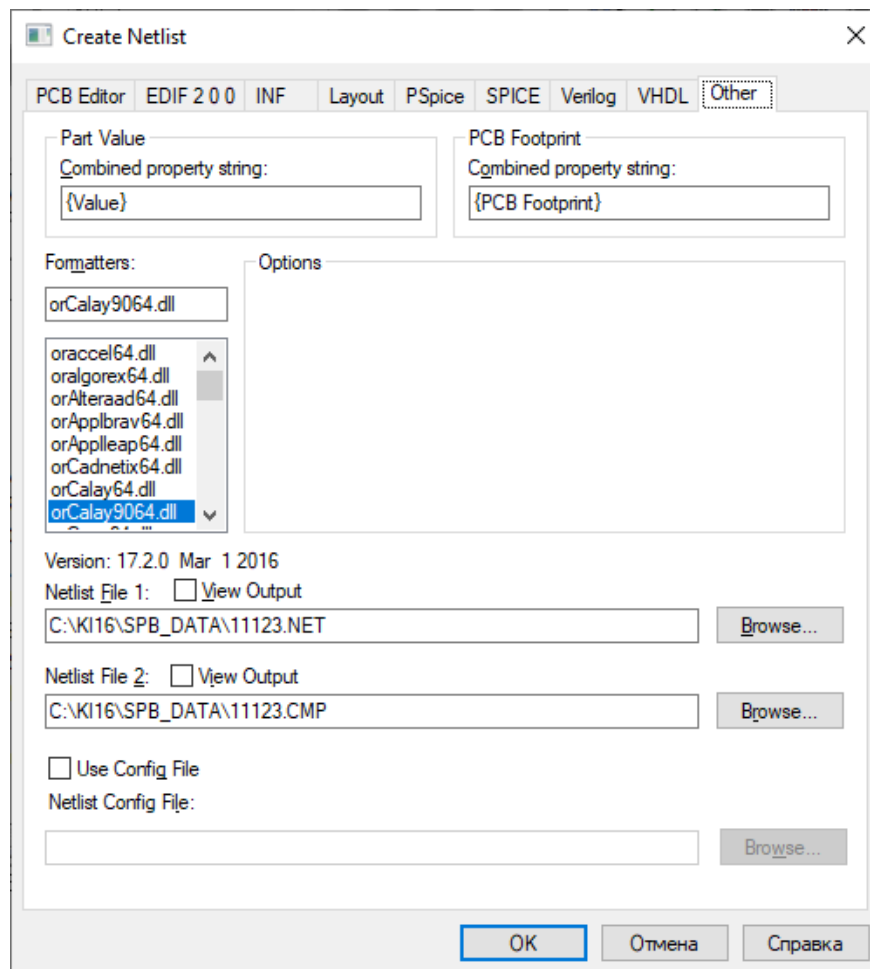 Create Netlist
PCB Editor EDIF 2 0 0 INF Layout PSpice SPICE Verilog VHDL Other
Part Value
Combined property string:
{Value}
PCB Footprint
Combined property string:
{PCB Footprint}
Formatters:
orCalay9064.dll
oraccel64.dll
oralgorex64.dll
orAlteraad64.dll
orApplbrav64.dll
orApplleap64.dll
orCadnetix64.dll
orCalay64.dll
orCalay9064.dll
Options
Version: 17.2.0 Mar 1 2016
Netlist File 1: View Output
C:\KI16\SPB_DATA\11123.NET
Browse...
Netlist File 2: View Output
C:\KI16\SPB_DATA\11123.CMP
Browse...
Use Config File
Netlist Config File:
Browse...
OK Отмена Справка